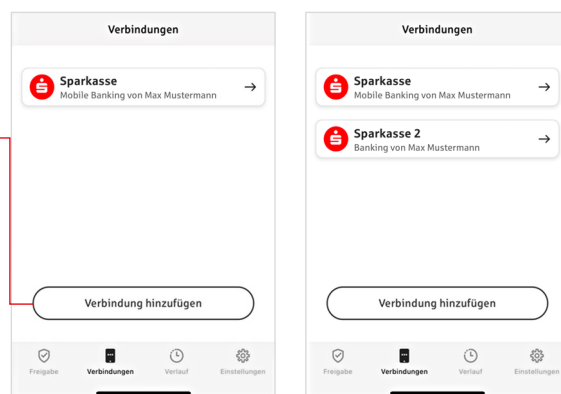 Verbindungen
Sparkasse
Mobile Banking von Max Mustermann
Verbindung hinzufügen
Freigabe
Verbindungen
Verlauf
Einstellungen
Verbindungen
Sparkasse
Mobile Banking von Max Mustermann
Sparkasse 2
Banking von Max Mustermann
Verbindung hinzufügen
Freigabe
Verbindungen
Verlauf
Einstellungen